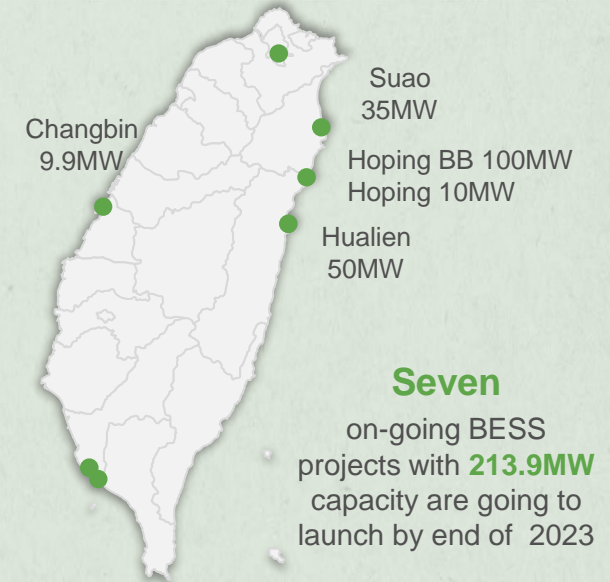 Suao
35MW
Changbin
9.9MW
Hoping BB 100MW
Hoping 10MW
Hualien
50MW
Seven
on-going BESS
projects with 213.9MW
capacity are going to
launch by end of 2023